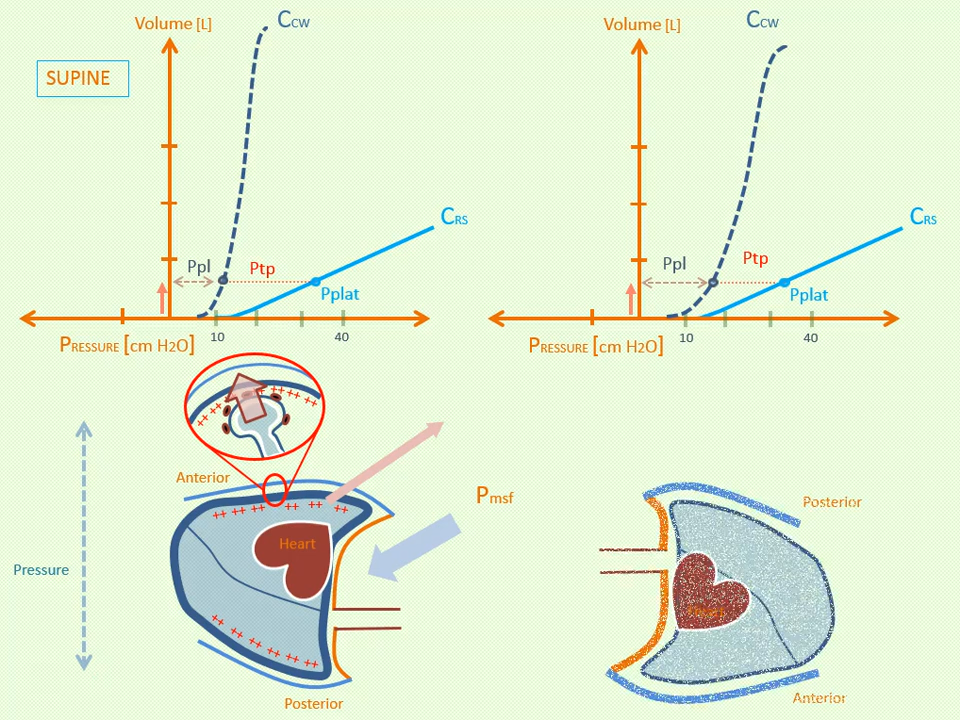 Volume [L]
CCW
Volume [L]
CCW
SUPINE
CRS
CRS
Ppl
Ptp
Ppl
Ptp
Pplat
Pplat
10
40
10
40
PRESSURE [cm H2O]
PRESSURE [cm H2O]
++ ++ ++ ++ ++ ++ ++
Anterior
Pmsf
Posterior
++ ++ ++ ++ ++ ++ ++
Heart
Pressure
Heart
++ ++ ++ ++ ++ ++ ++ ++
Posterior
Anterior